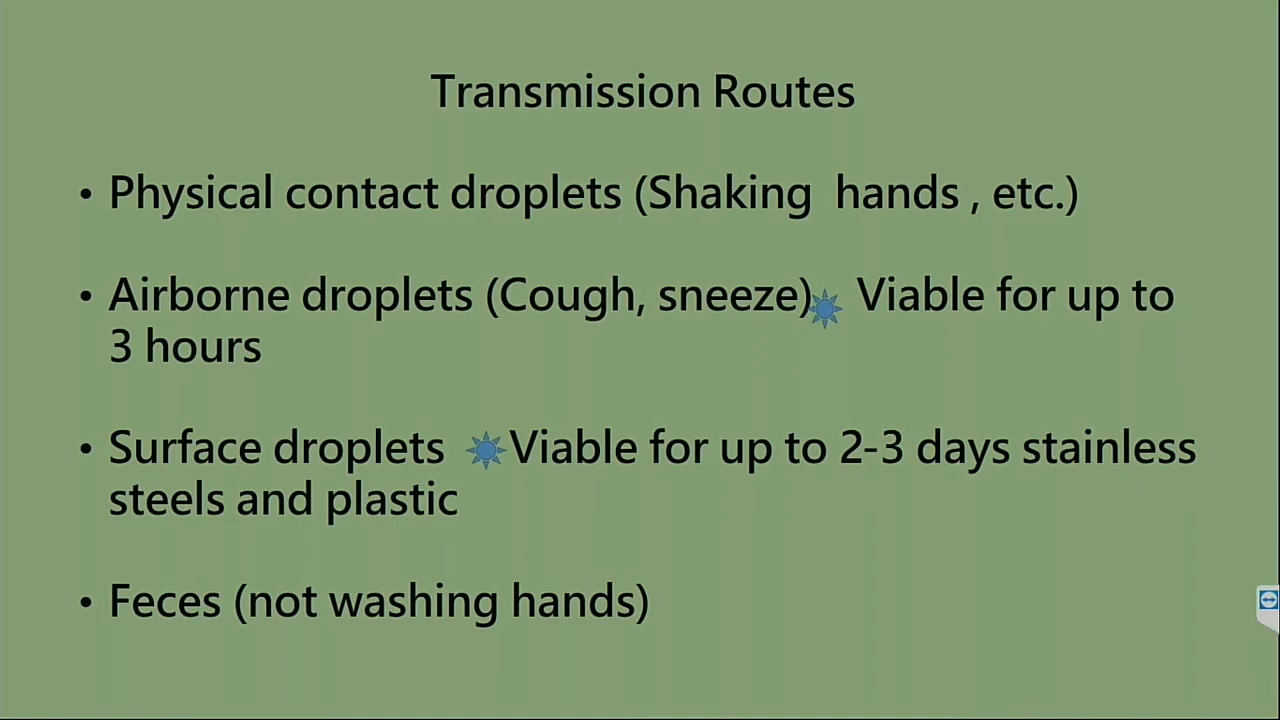 Transmission Routes
• Physical contact droplets (Shaking  hands , etc.)
• Airborne droplets (Cough, sneeze) Viable for up to
3 hours
• Surface droplets Viable for up to 2-3 days stainless
steels and plastic
• Feces (not washing hands)